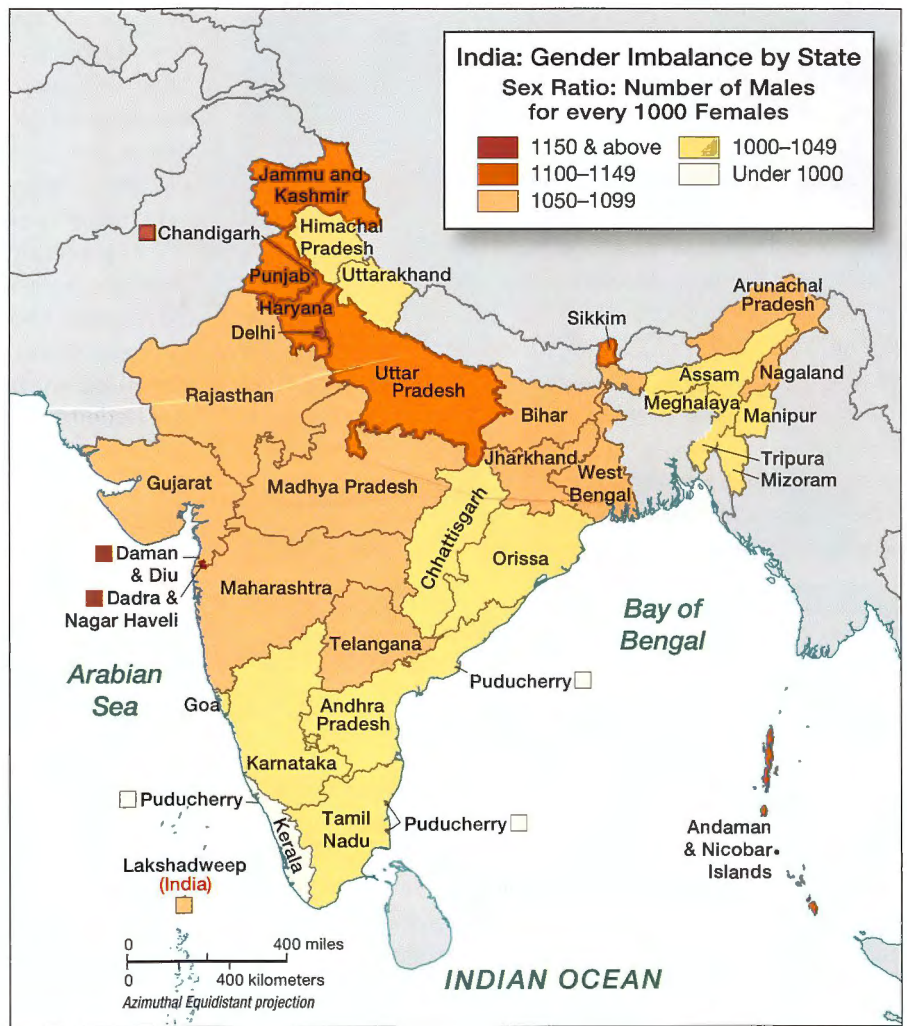 India: Gender Imbalance by State
Sex Ratio: Number of Males
for every 1000 Females
1150 & above
1100–1149
1050–1099
1000–1049
Under 1000
Jammu and
Kashmir
Himachal
Pradesh
Chandigarh
Punjab
Uttarakhand
Haryana
Delhi
Arunachal
Pradesh
Sikkim
Uttar
Pradesh
Rajasthan
Assam
Nagaland
Bihar
Meghalaya
Manipur
Jharkhand
Tripura
Mizoram
West
Bengal
Gujarat
Madhya Pradesh
Chhattisgarh
Orissa
Daman
& Diu
Dadra &
Nagar Haveli
Maharashtra
Bay of
Bengal
Telangana
Arabian
Sea
Puducherry
Goa
Andhra
Pradesh
Karnataka
Puducherry
Tamil
Nadu
Puducherry
Kerala
Andaman
& Nicobar
Islands
Lakshadweep
(India)
0 400 miles
0 400 kilometers
Azimuthal Equidistant projection
INDIAN OCEAN